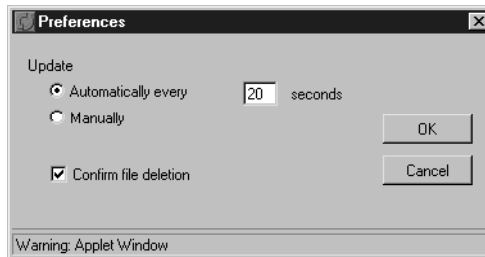 Preferences
Update
Automatically every 20 seconds
Manually
OK
Confirm file deletion
Cancel
Warning: Applet Window